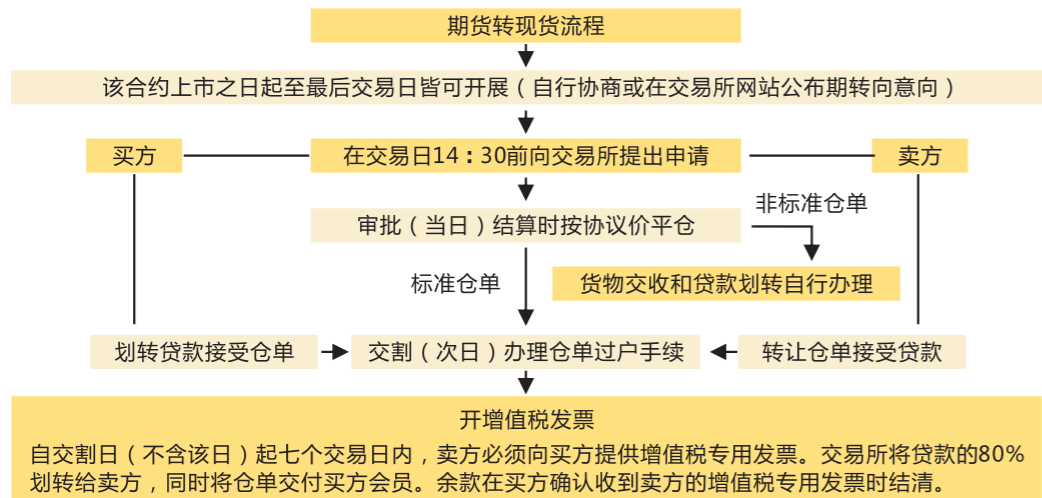 期货转现货流程
该合约上市之日起至最后交易日皆可开展（自行协商或在交易所网站公布期转向意向）
买方
在交易日14：30前向交易所提出申请
卖方
非标准仓单
审批（当日）结算时按协议价平仓
标准仓单
货物交收和贷款划转自行办理
划转贷款接受仓单
交割（次日）办理仓单过户手续
转让仓单接受贷款
开增值税发票
自交割日（不含该日）起七个交易日内，卖方必须向买方提供增值税专用发票。交易所将贷款的80%
划转给卖方，同时将仓单交付买方会员。余款在买方确认收到卖方的增值税专用发票时结清。